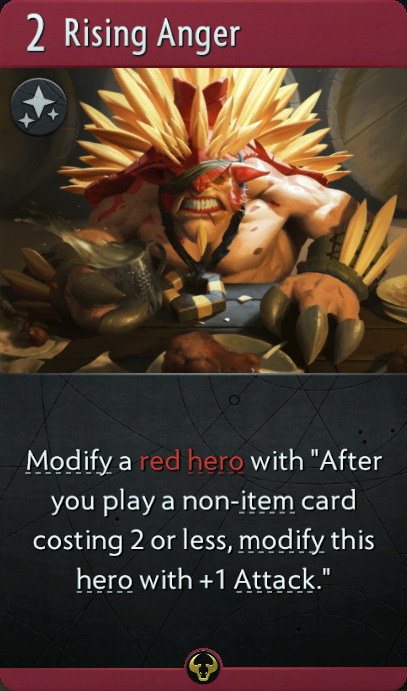 2 Rising Anger
Modify a red hero with "After
you play a non-item card
costing 2 or less, modify this
hero with +1 Attack."